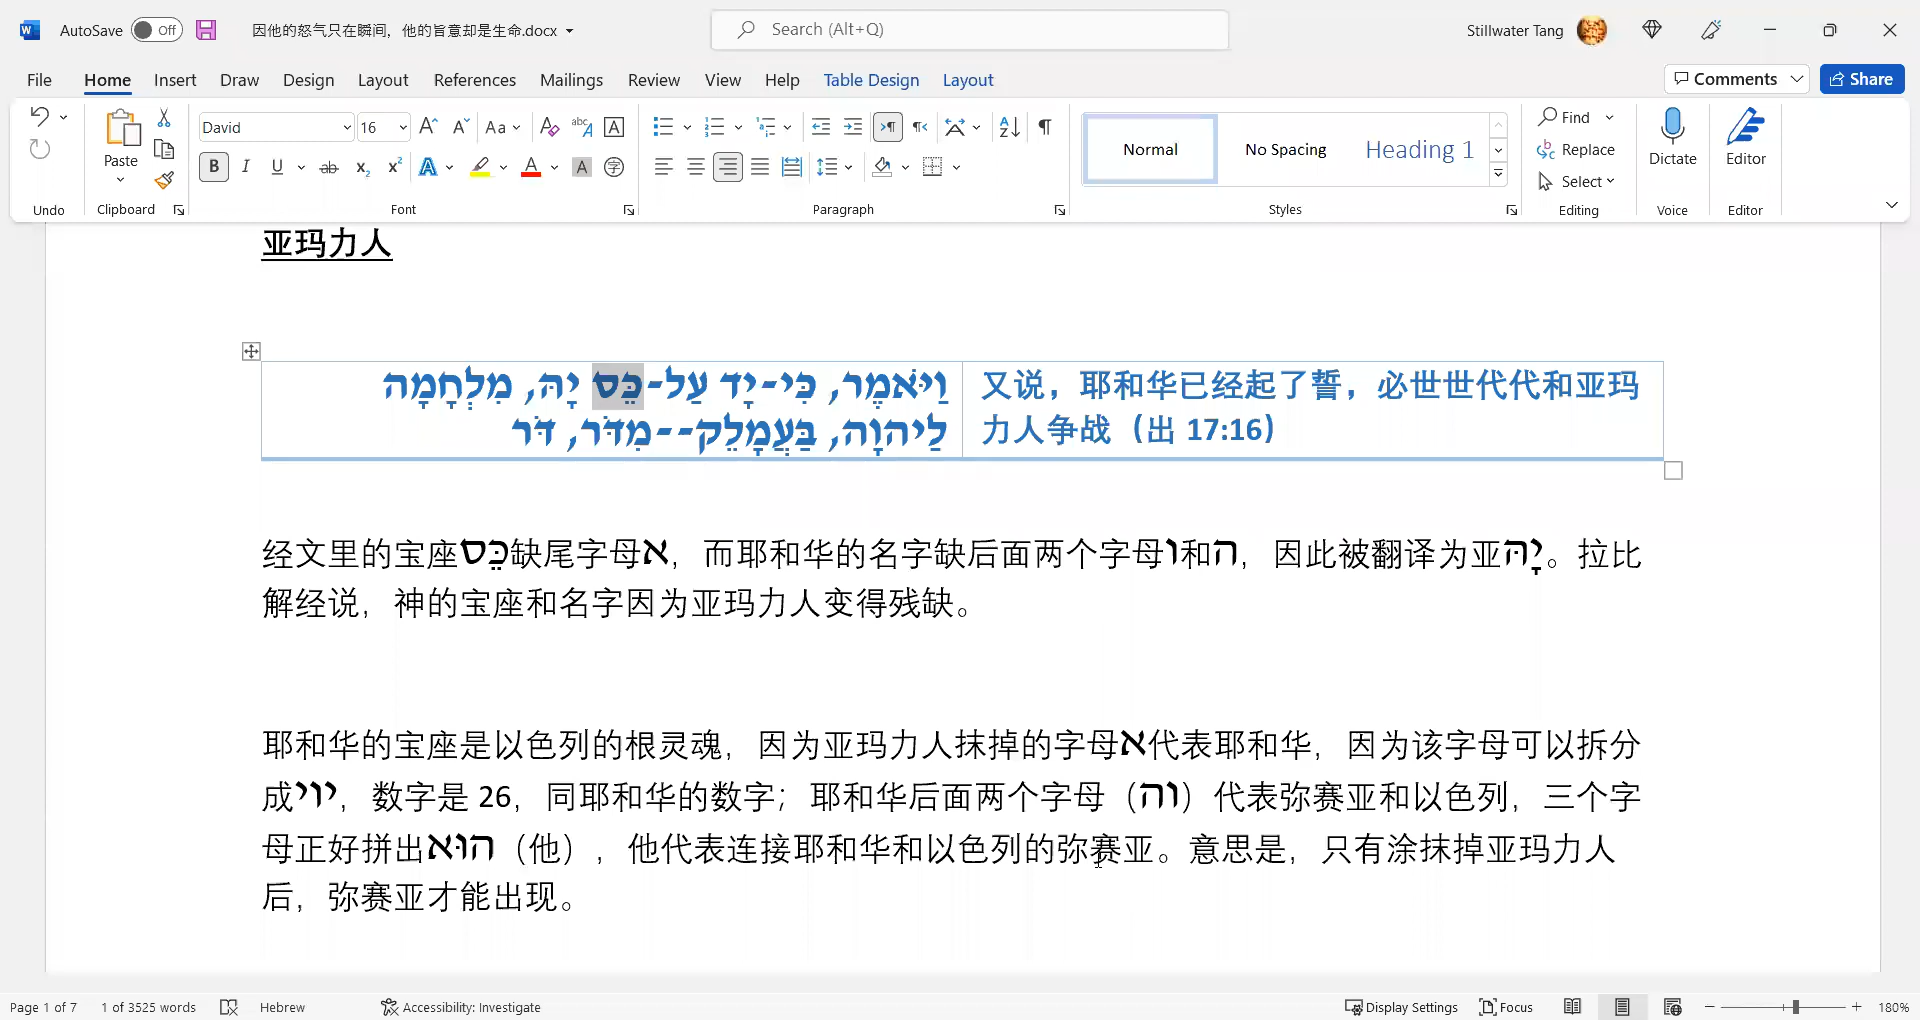 AutoSave Off 因他的怒气只在瞬间，他的旨意却是生命.docx Search (Alt+Q) Stillwater Tang
File Home Insert Draw Design Layout References Mailings Review View Help Table Design Layout Comments Share
David 16 Find
Paste Normal No Spacing Heading 1 Replace Dictate Editor
Select
Undo Clipboard Font Paragraph Styles Editing Voice Editor
亚玛力人
וַיֹּאמֶר, כִּי-יָד עַל-כֵּס יָהּ, מִלְחָמָה
לַיהוָה, בַּעֲמָלֵק--מִדֹּר, דֹּר
又说，耶和华已经起了誓，必世世代代和亚玛
力人争战（出 17:16）
经文里的宝座כֵּס缺尾字母א，而耶和华的名字缺后面两个字母ו和ה，因此被翻译为亚יָהּ。拉比
解经说，神的宝座和名字因为亚玛力人变得残缺。
耶和华的宝座是以色列的根灵魂，因为亚玛力人抹掉的字母א代表耶和华，因为该字母可以拆分
成יוי，数字是 26，同耶和华的数字；耶和华后面两个字母（וה）代表弥赛亚和以色列，三个字
母正好拼出הוּא（他），他代表连接耶和华和以色列的弥赛亚。意思是，只有涂抹掉亚玛力人
后，弥赛亚才能出现。
Page 1 of 7 1 of 3525 words Hebrew Accessibility: Investigate Display Settings Focus 180%